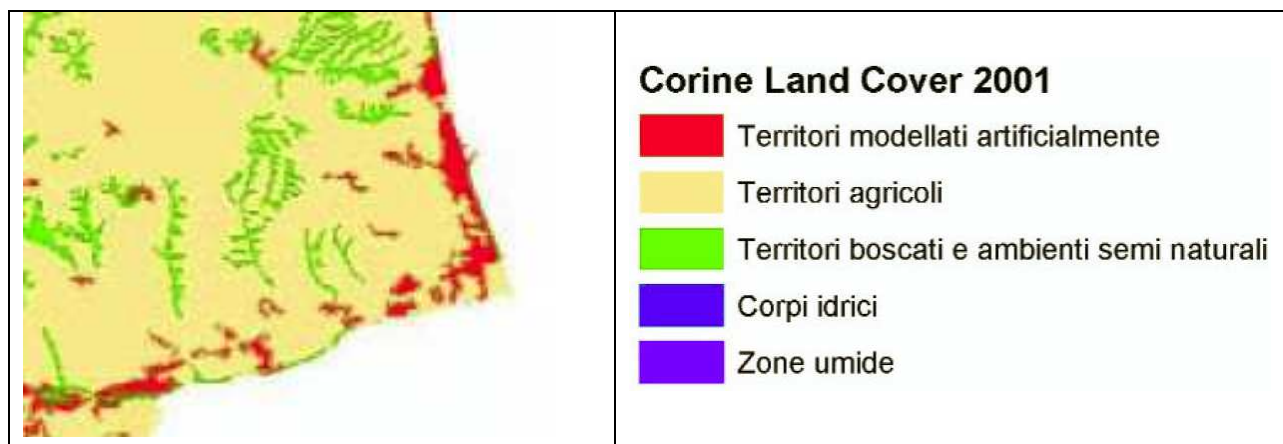 Corine Land Cover 2001
Territori modellati artificialmente
Territori agricoli
Territori boscati e ambienti semi naturali
Corpi idrici
Zone umide